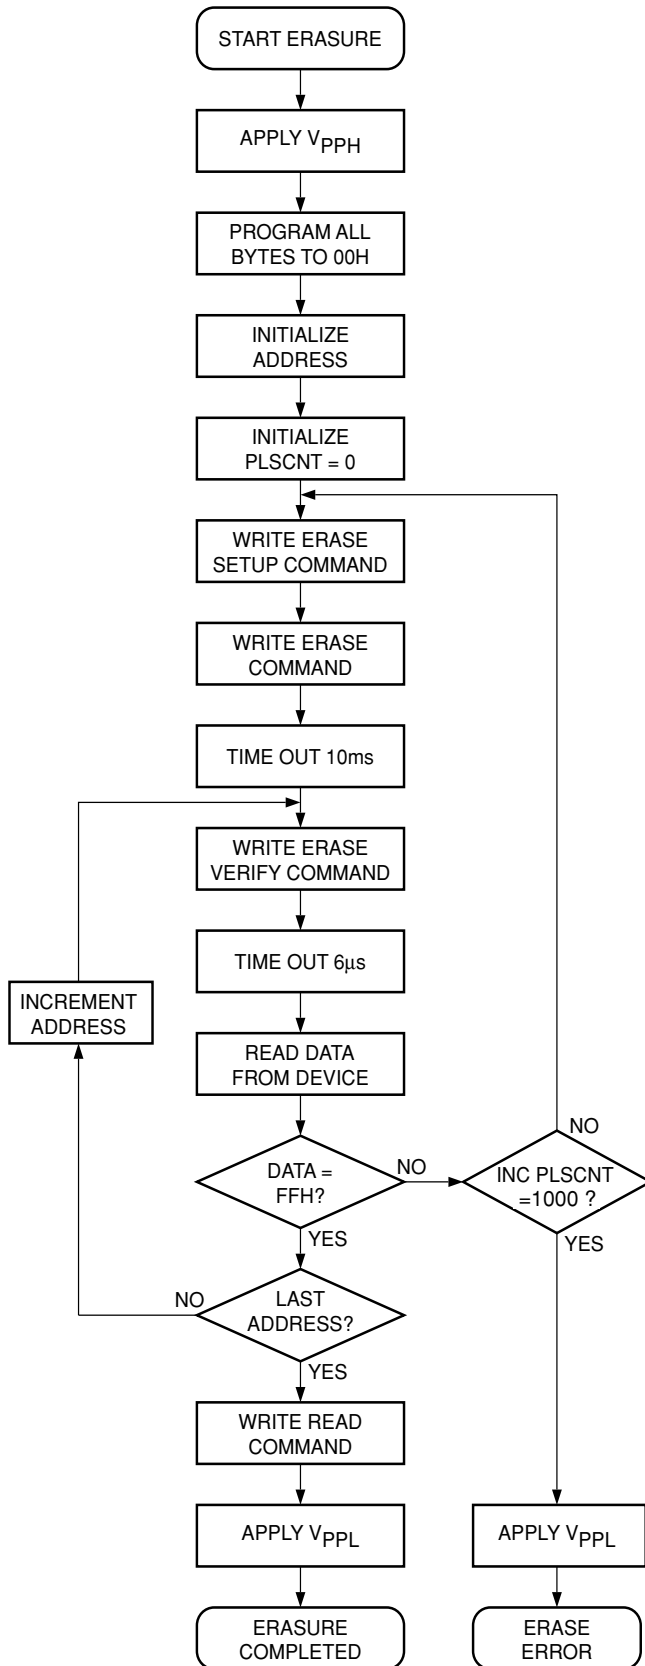 START ERASURE
APPLY VPPH
PROGRAM ALL
BYTES TO 00H
INITIALIZE
ADDRESS
INITIALIZE
PLSCNT = 0
WRITE ERASE
SETUP COMMAND
WRITE ERASE
COMMAND
TIME OUT 10ms
WRITE ERASE
VERIFY COMMAND
TIME OUT 6μs
INCREMENT
ADDRESS
READ DATA
FROM DEVICE
DATA =
FFH?
NO
YES
INC PLSCNT
=1000 ?
NO
YES
LAST
ADDRESS?
NO
YES
WRITE READ
COMMAND
APPLY VPPL
APPLY VPPL
ERASURE
COMPLETED
ERASE
ERROR